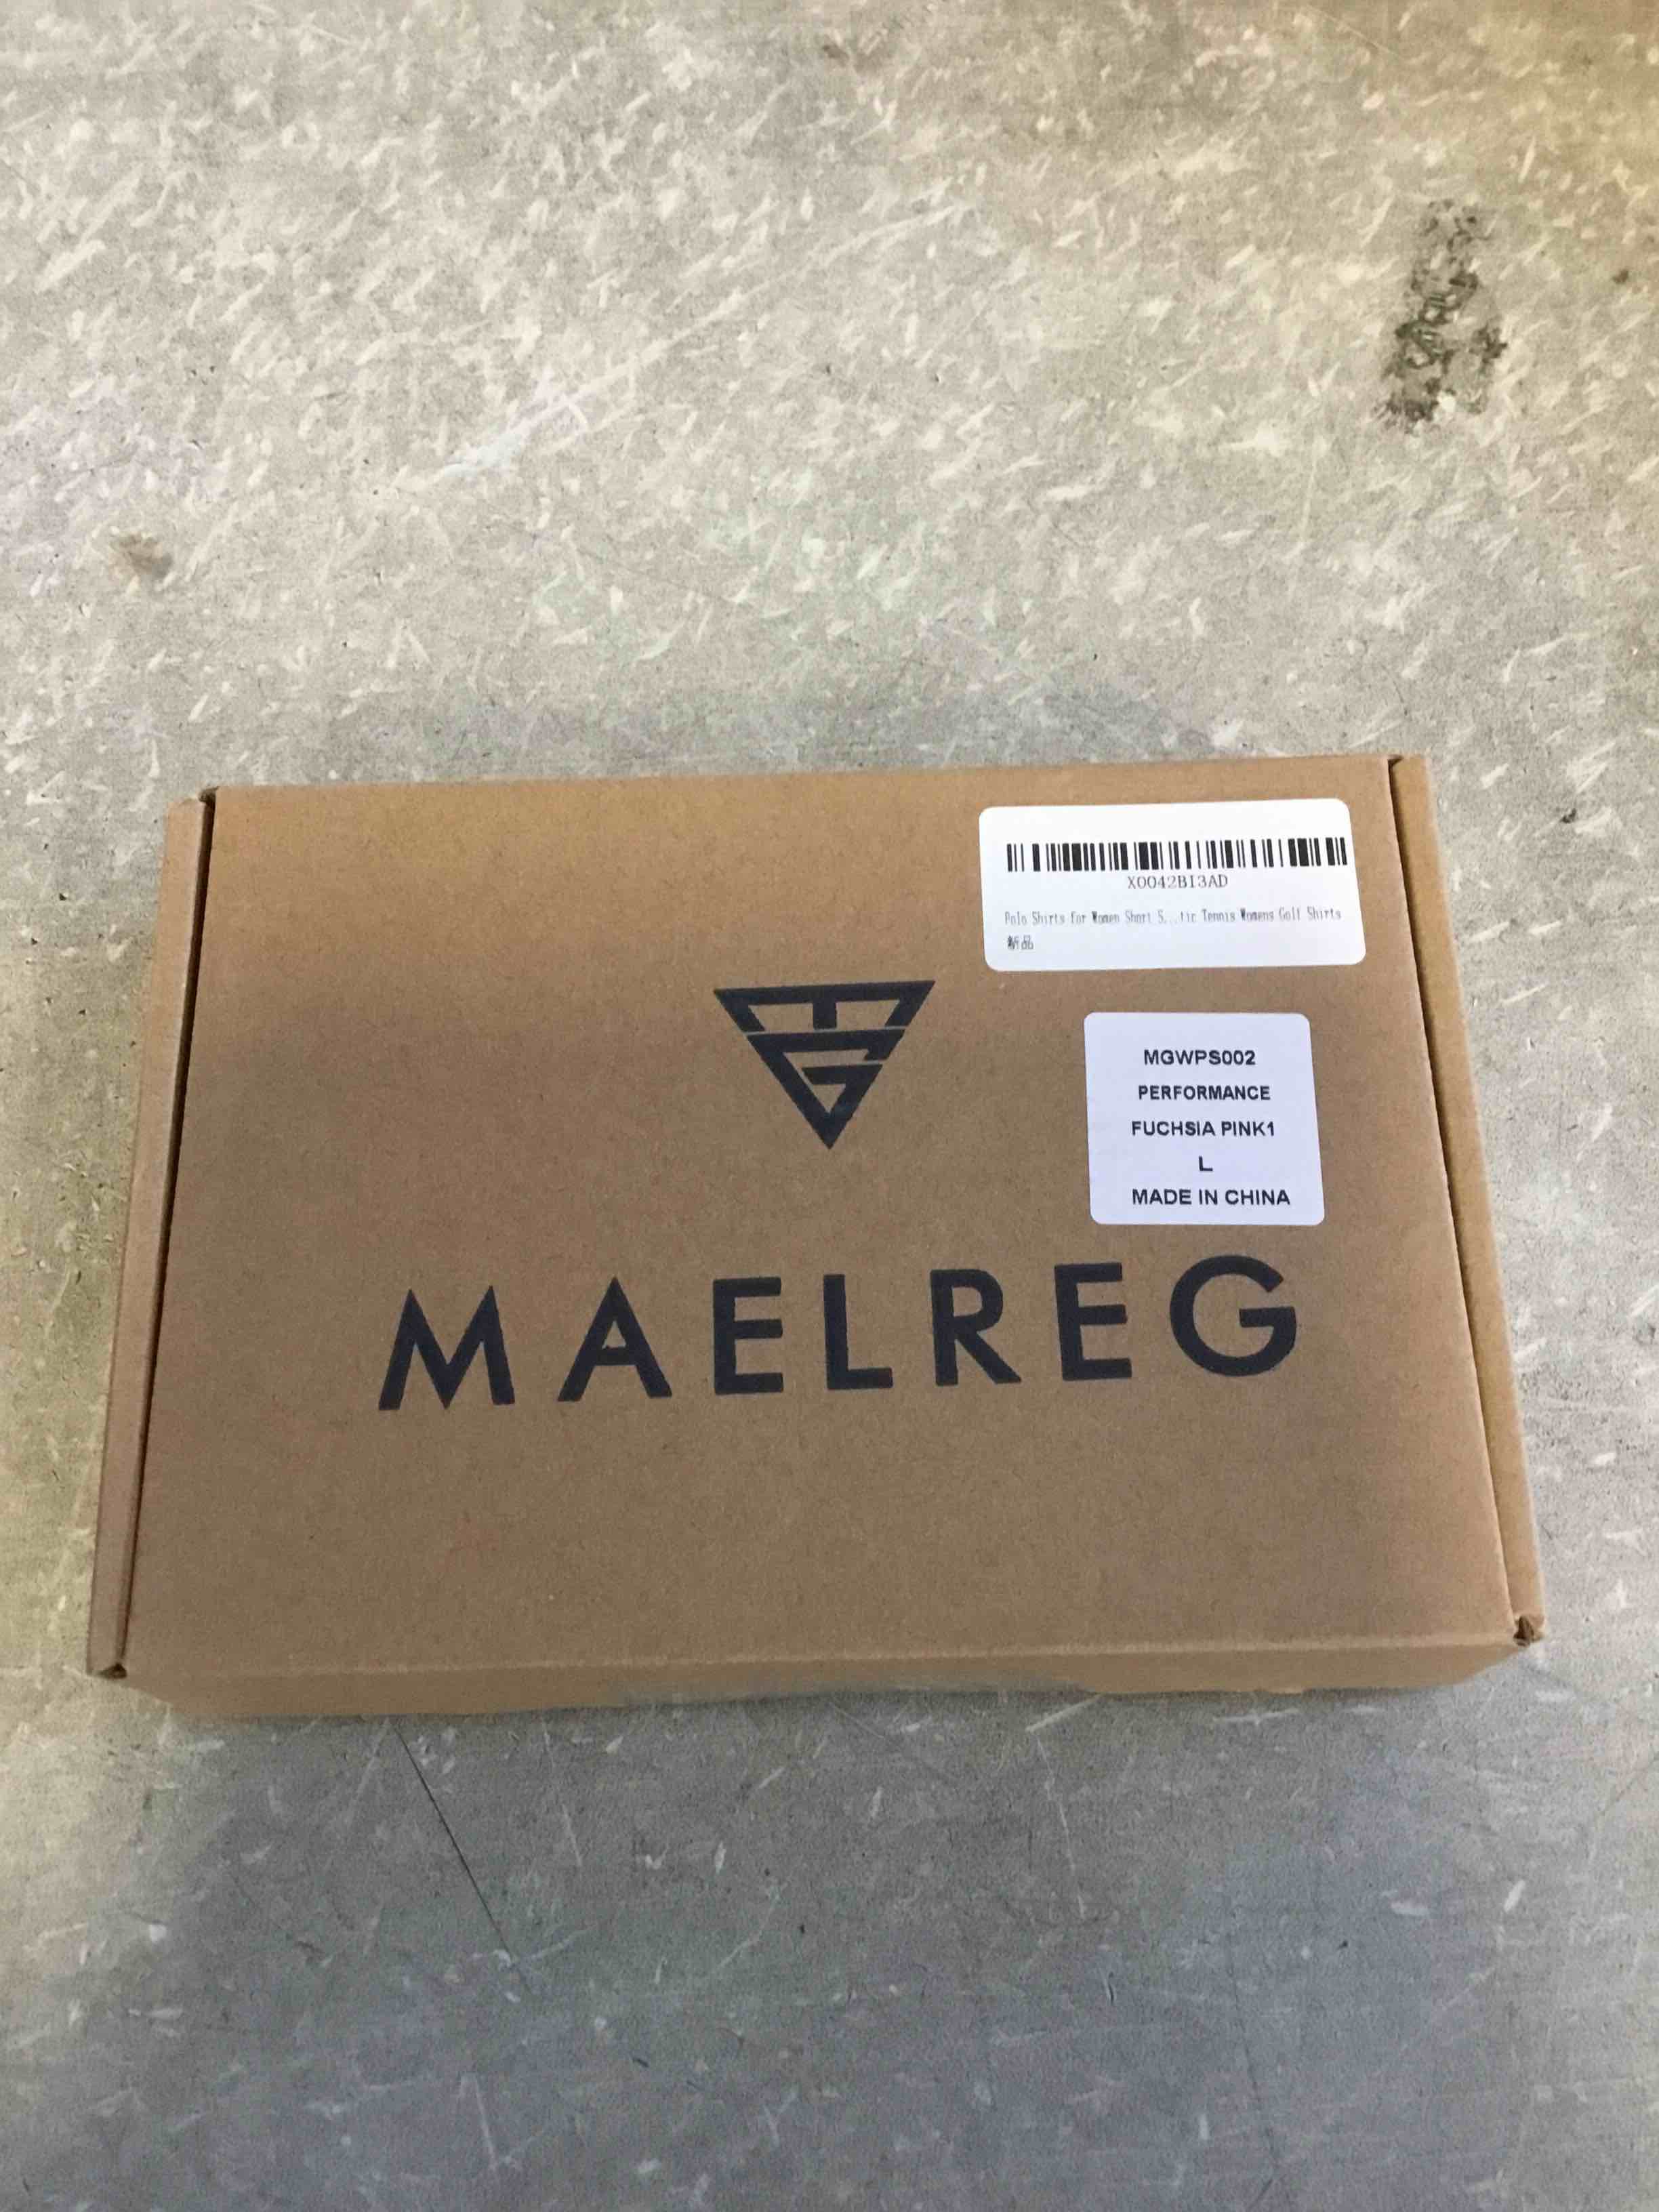 X0042BI3AD
Polo Shirts for Women Short S...tic Tennis Womens Golf Shirts
新品
MGWPS002
PERFORMANCE
FUCHSIA PINK1
L
MADE IN CHINA
MAELREG